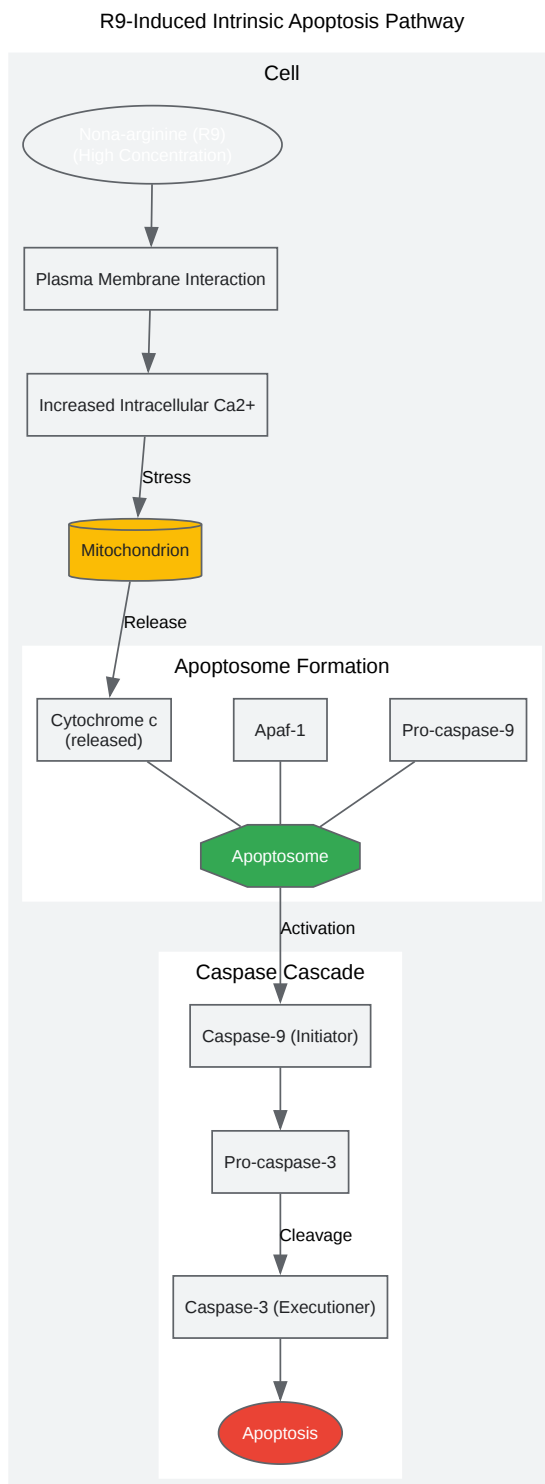 R9-Induced Intrinsic Apoptosis Pathway
Cell
Nona-arginine (R9)
(High Concentration)
Plasma Membrane Interaction
Increased Intracellular Ca2+
Stress
Mitochondrion
Release
Apoptosome Formation
Cytochrome c
(released)
Apaf-1
Pro-caspase-9
Apoptosome
Activation
Caspase Cascade
Caspase-9 (Initiator)
Pro-caspase-3
Cleavage
Caspase-3 (Executioner)
Apoptosis